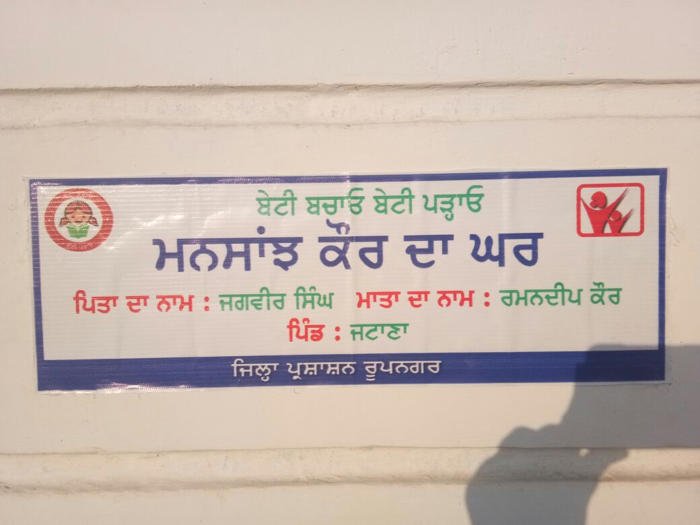 ਬੇਟੀ ਬਚਾਓ ਬੇਟੀ ਪੜ੍ਹਾਓ
ਮਨਸਾਂਝ ਕੌਰ ਦਾ ਘਰ
ਪਿਤਾ ਦਾ ਨਾਮ : ਜਗਵੀਰ ਸਿੰਘ ਮਾਤਾ ਦਾ ਨਾਮ : ਰਮਨਦੀਪ ਕੌਰ
ਪਿੰਡ : ਜਟਾਣਾ
ਜਿਲ੍ਹਾ ਪ੍ਰਸ਼ਾਸ਼ਨ ਰੂਪਨਗਰ